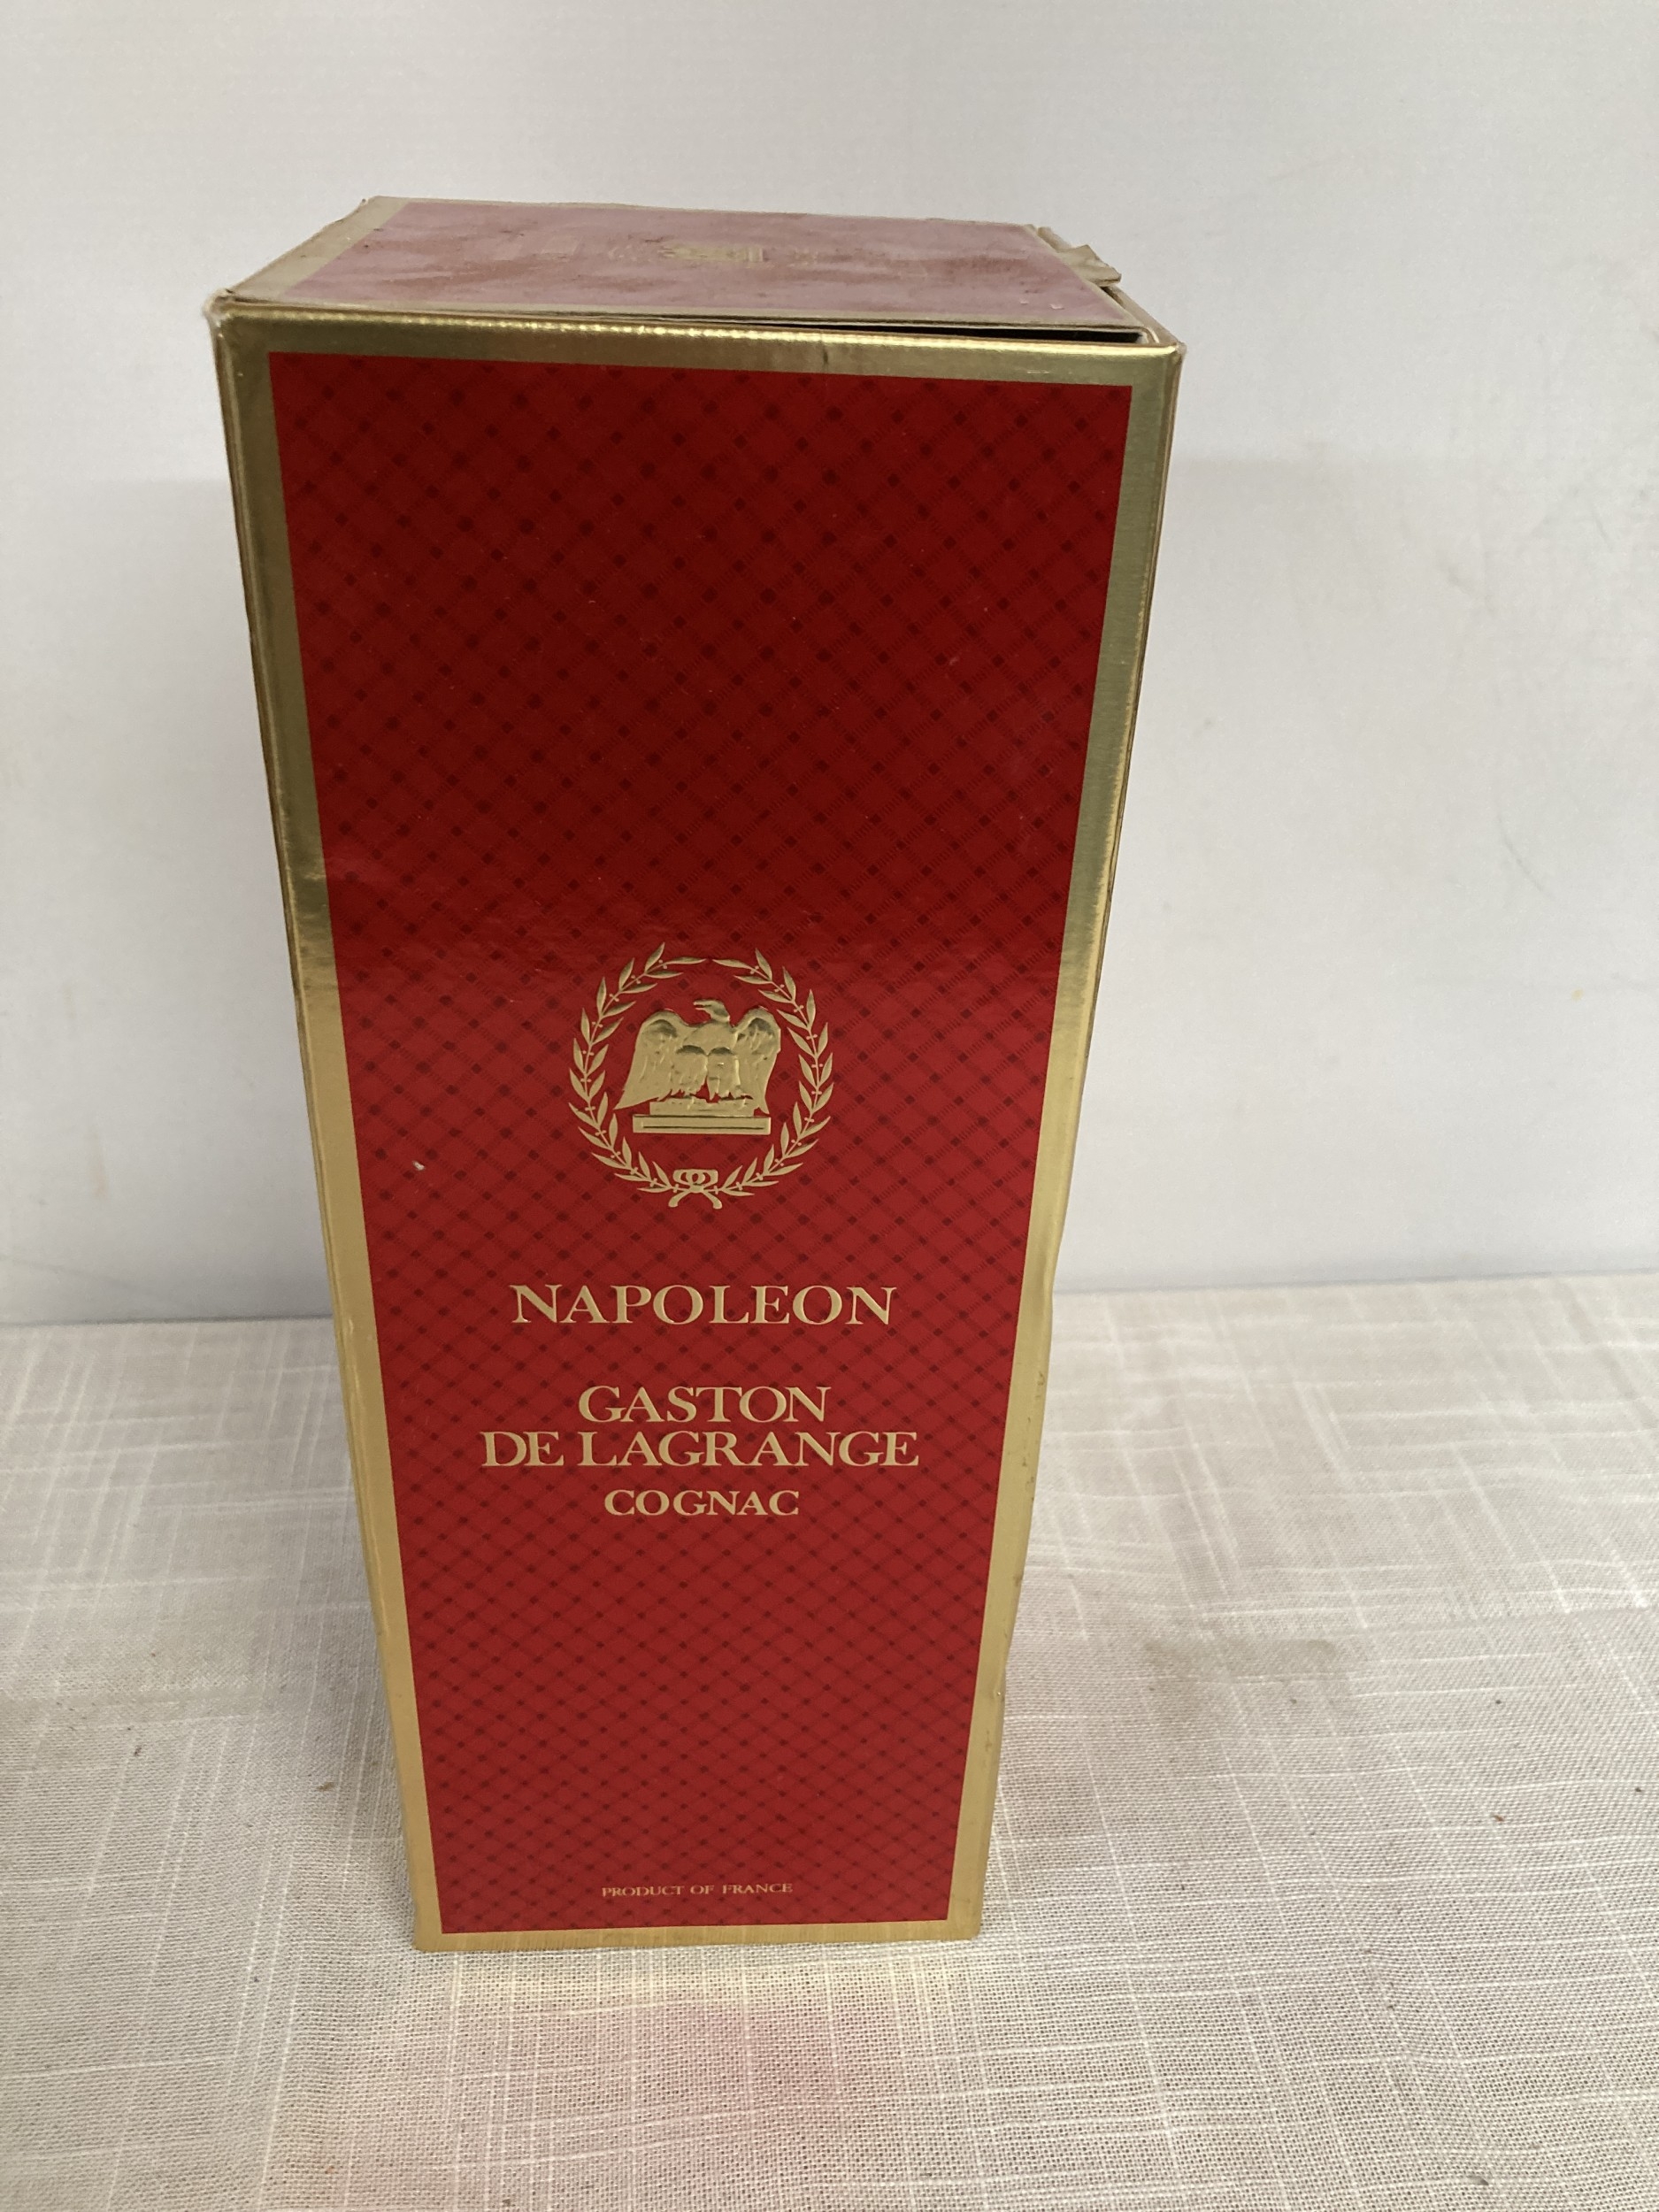 NAPOLEON
GASTON
DE LAGRANGE
COGNAC
PRODUCT OF FRANCE